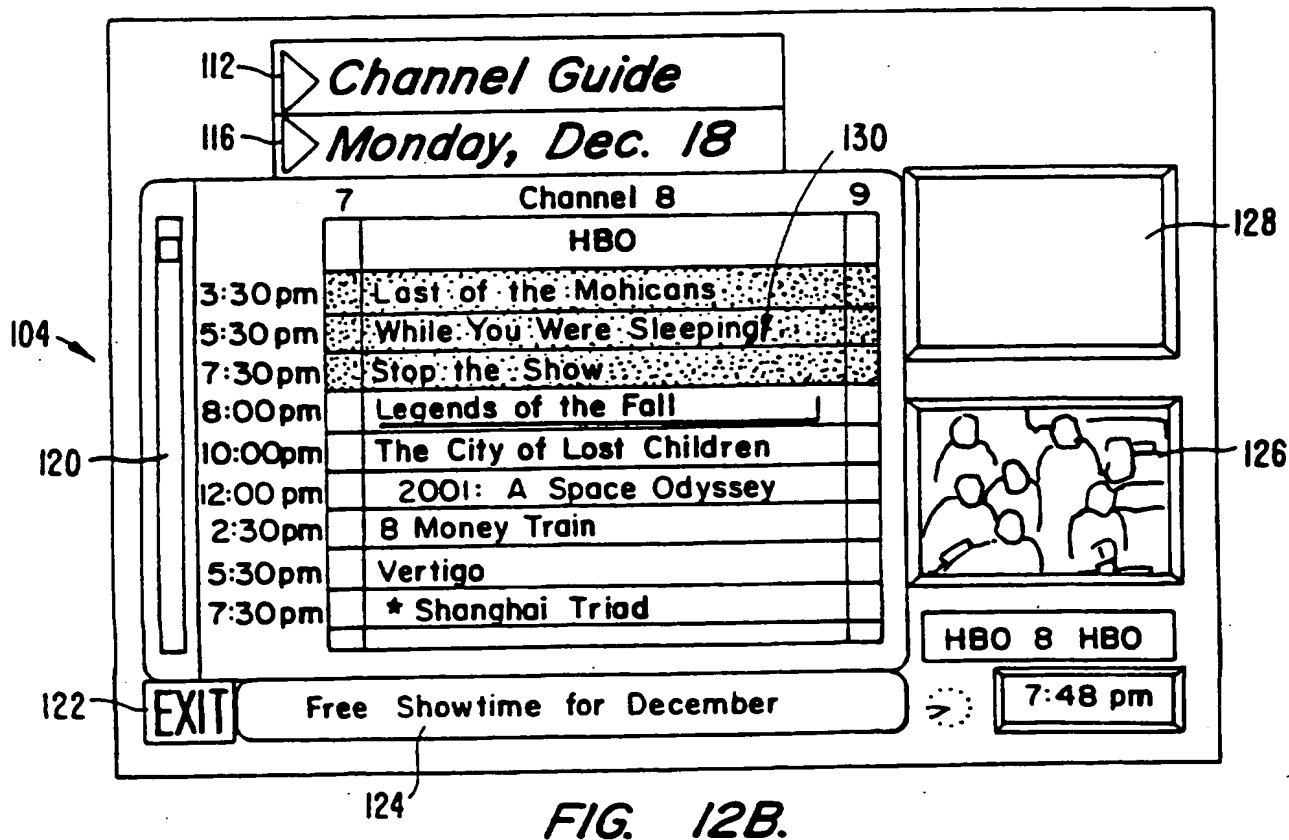 112
Channel Guide
116
Monday, Dec. 18
130
7 Channel 8 9
HBO
128
3:30pm Last of the Mohicans
5:30pm While You Were Sleeping
104
7:30pm Stop the Show
8:00pm Legends of the Fall
120
10:00pm The City of Lost Children
126
12:00 pm 2001: A Space Odyssey
2:30pm 8 Money Train
5:30pm Vertigo
7:30pm * Shanghai Triad
HBO 8 HBO
122
EXIT
Free Showtime for December
7:48 pm
124
FIG. 12B.